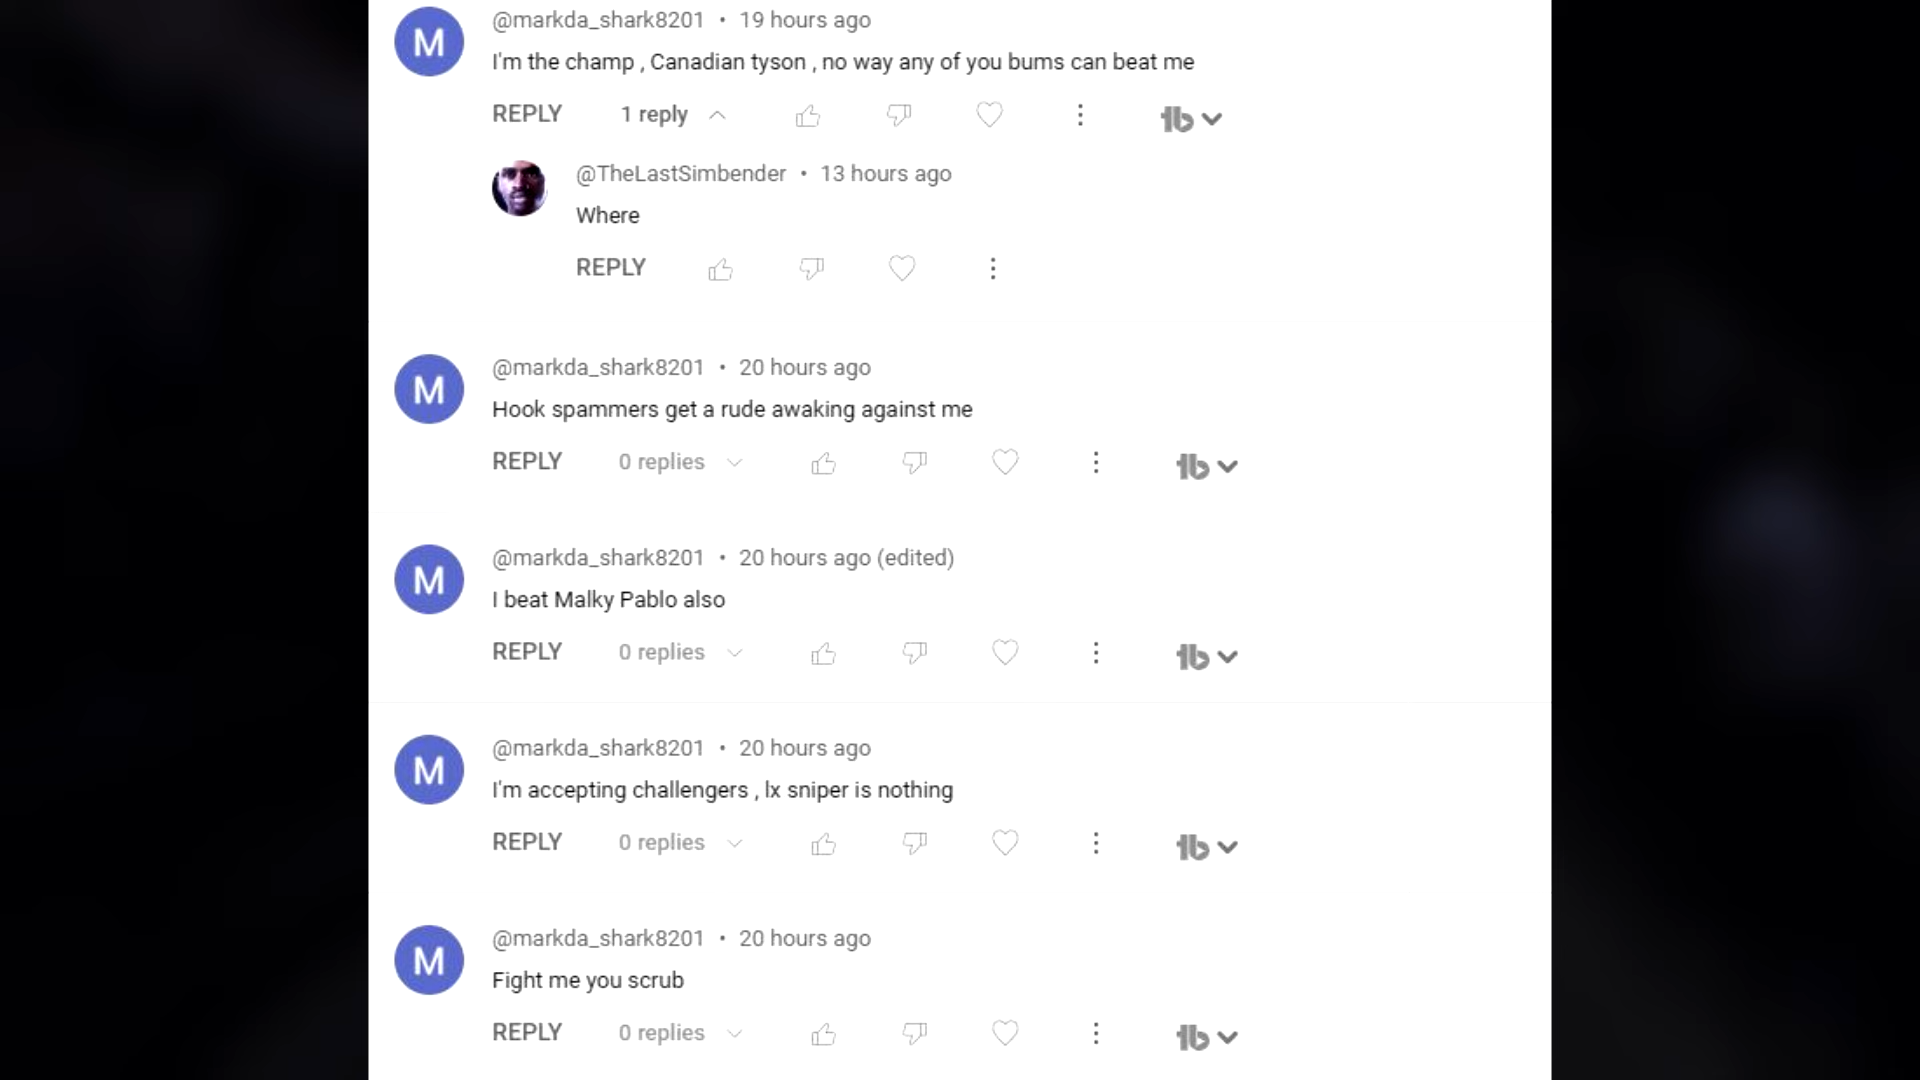 @markda_shark8201 • 19 hours ago
I'm the champ , Canadian tyson , no way any of you bums can beat me
REPLY 1 reply
@TheLastSimbender • 13 hours ago
Where
REPLY
@markda_shark8201 • 20 hours ago
Hook spammers get a rude awaking against me
REPLY 0 replies
@markda_shark8201 • 20 hours ago (edited)
I beat Malky Pablo also
REPLY 0 replies
@markda_shark8201 • 20 hours ago
I'm accepting challengers , lx sniper is nothing
REPLY 0 replies
@markda_shark8201 • 20 hours ago
Fight me you scrub
REPLY 0 replies